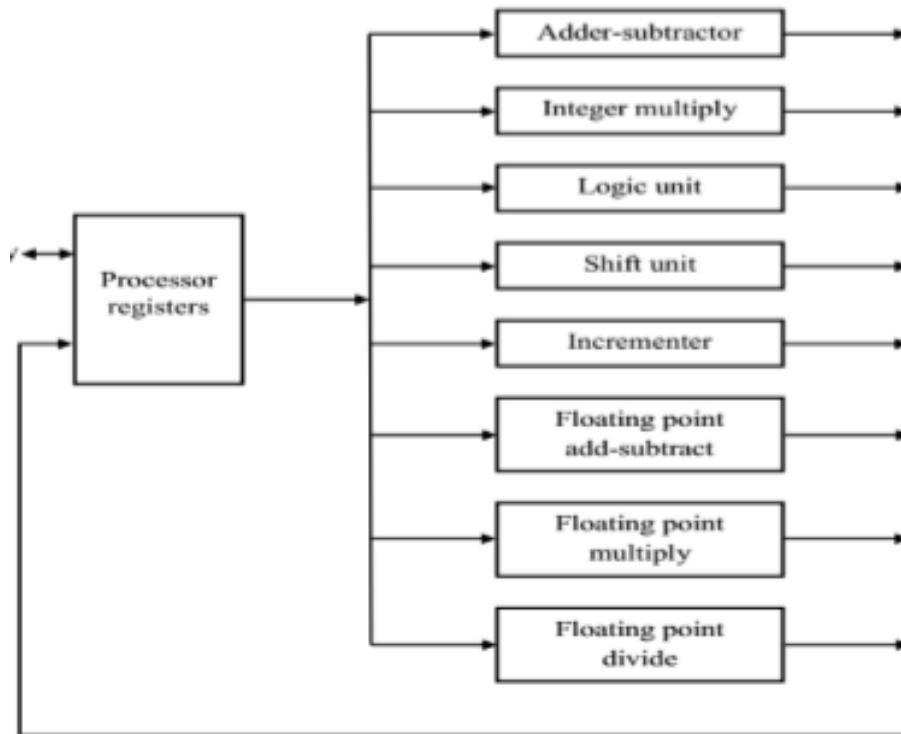 Adder-subtractor
Integer multiply
Logic unit
Shift unit
Processor
registers
Incrementer
Floating point
add-subtract
Floating point
multiply
Floating point
divide